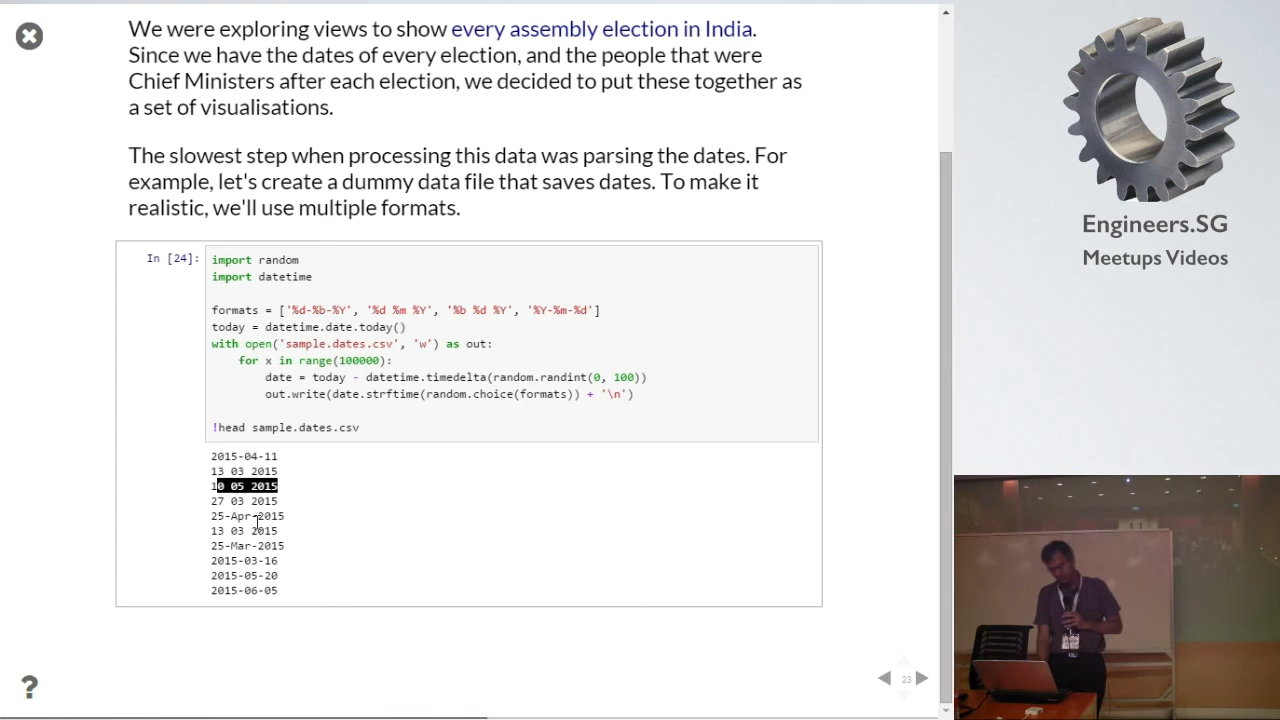 We were exploring views to show every assembly election in India.
Since we have the dates of every election, and the people that were
Chief Ministers after each election, we decided to put these together as
a set of visualisations.
The slowest step when processing this data was parsing the dates. For
example, let's create a dummy data file that saves dates. To make it
realistic, we'll use multiple formats.
In [24]:
import random
import datetime
formats = ['%d-%b-%Y', '%d %m %Y', '%b %d %Y', '%Y-%m-%d']
today = datetime.date.today()
with open('sample.dates.csv', 'w') as out:
for x in range(100000):
date = today - datetime.timedelta(random.randint(0, 100))
out.write(date.strftime(random.choice(formats)) + '\n')
!head sample.dates.csv
2015-04-11
13 03 2015
10 05 2015
27 03 2015
25-Apr-2015
13 03 2015
25-Mar-2015
2015-03-16
2015-05-20
2015-06-05
?
23
Engineers.SG
Meetups Videos